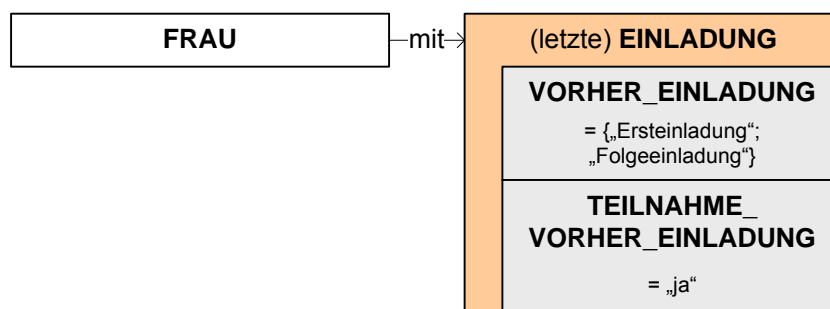 FRAU
mit
(letzte) EINLADUNG
VORHER_EINLADUNG
= {„Ersteinladung“;
„Folgeeinladung“}
TEILNAHME_
VORHER_EINLADUNG
= „ja“